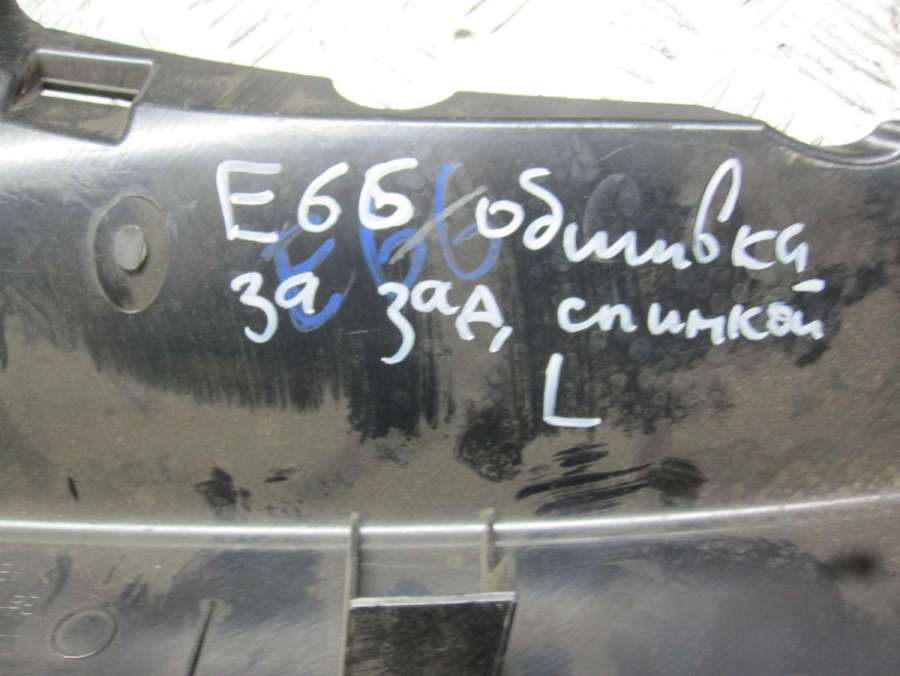 E66 обшивка
за зад, спинкой
L